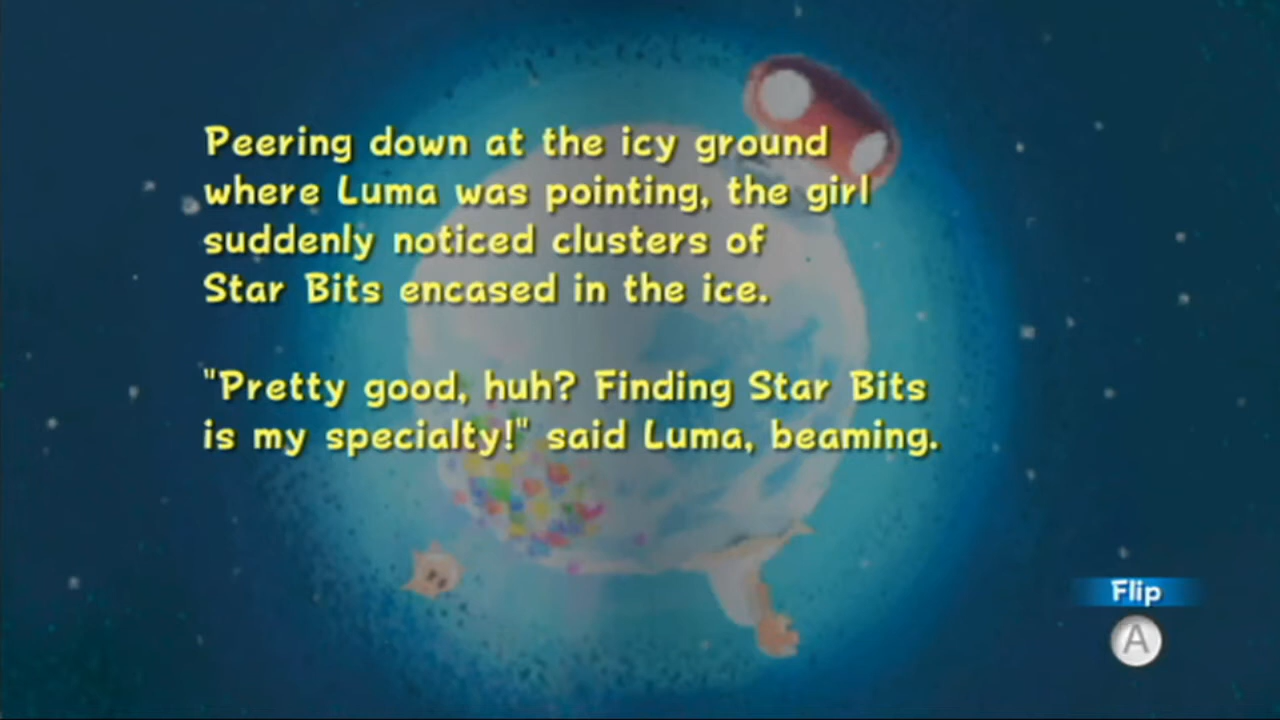 Peering down at the icy ground
where Luma was pointing, the girl
suddenly noticed clusters of
Star Bits encased in the ice.
"Pretty good, huh? Finding Star Bits
is my specialty!" said Luma, beaming.
Flip
A